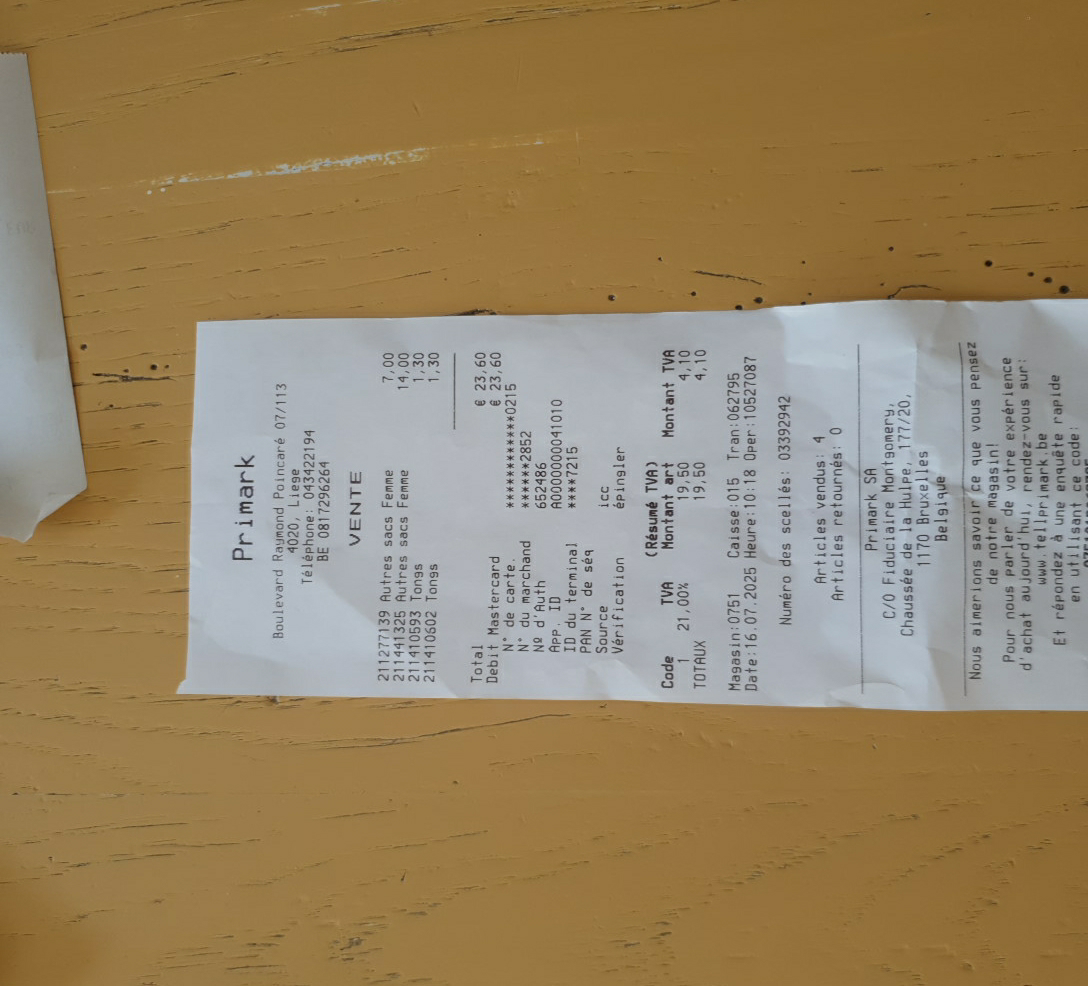 Primark
Boulevard Raymond Poincaré 07/113
4020, Liege
Téléphone: 043422194
BE 0817296264
VENTE
211277139 Autres sacs Femme 7,00
211441325 Autres sacs Femme 14,00
211410593 Tongs 1,30
211410602 Tongs 1,30
Total € 23,60
Debit Mastercard € 23,60
N° de carte. ************0215
N° du marchand ******2852
Nº d'Auth 652486
APP. ID A0000000041010
ID du terminal ****7215
PAN N° de séq
Source icc
Vérification épingler
(Résumé TVA)
Code TVA Montant art Montant TVA
1 21,00% 19,50 4,10
TOTAUX 19,50 4,10
Magasin:0751 Caisse:015 Tran:062795
Date:16.07.2025 Heure:10:18 Oper:10527087
Numéro des scellés: 03392942
Articles vendus: 4
Articles retournés: 0
Primark SA
C/O Fiduciaire Montgomery,
Chaussée de la Hulpe, 177/20,
1170 Bruxelles
Belgique
Nous aimerions savoir ce que vous pensez
de notre magasin!
Pour nous parler de votre expérience
d'achat aujourd'hui, rendez-vous sur:
www.tellprimark.be
Et répondez à une enquête rapide
en utilisant ce code: